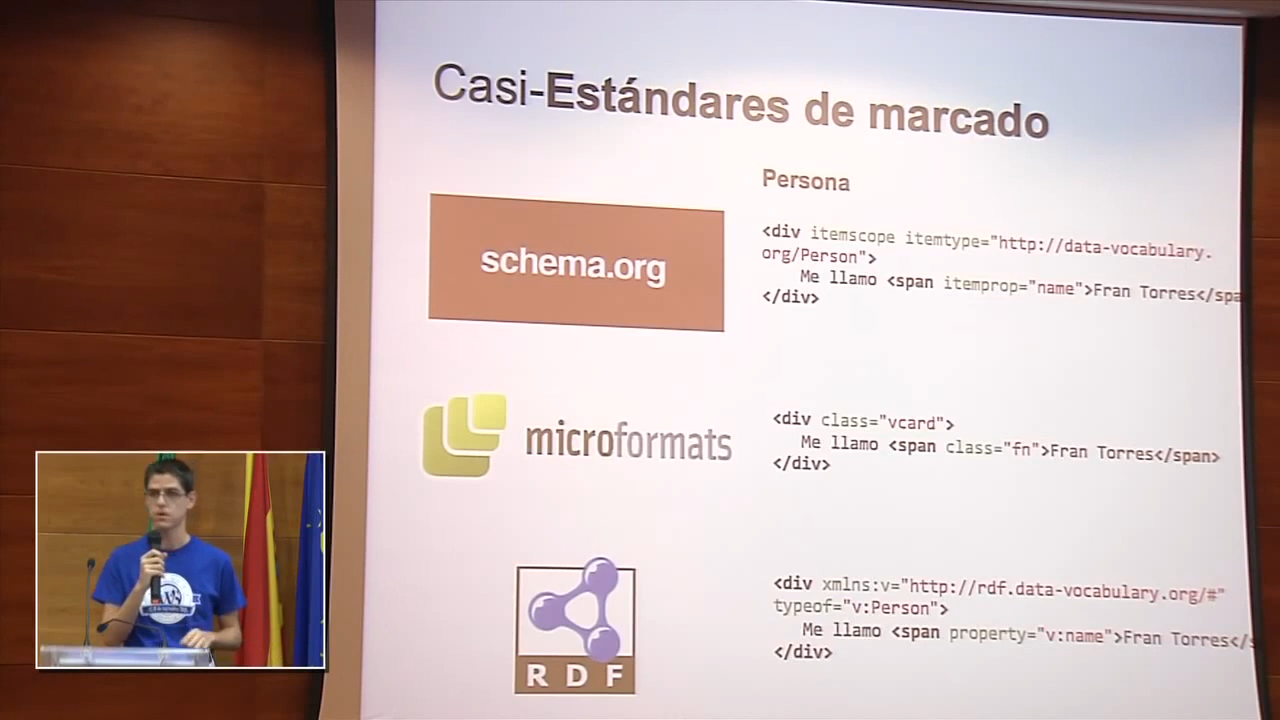 Casi-Estándares de marcado
Persona
schema.org
<div itemscope itemtype="http://data-vocabulary.
org/Person">
Me llamo <span itemprop="name">Fran Torres</spa
</div>
microformats
<div class="vcard">
Me llamo <span class="fn">Fran Torres</span>
</div>
RDF
<div xmlns:v="http://rdf.data-vocabulary.org/#"
typeof="v:Person">
Me llamo <span property="v:name">Fran Torres</s
</div>